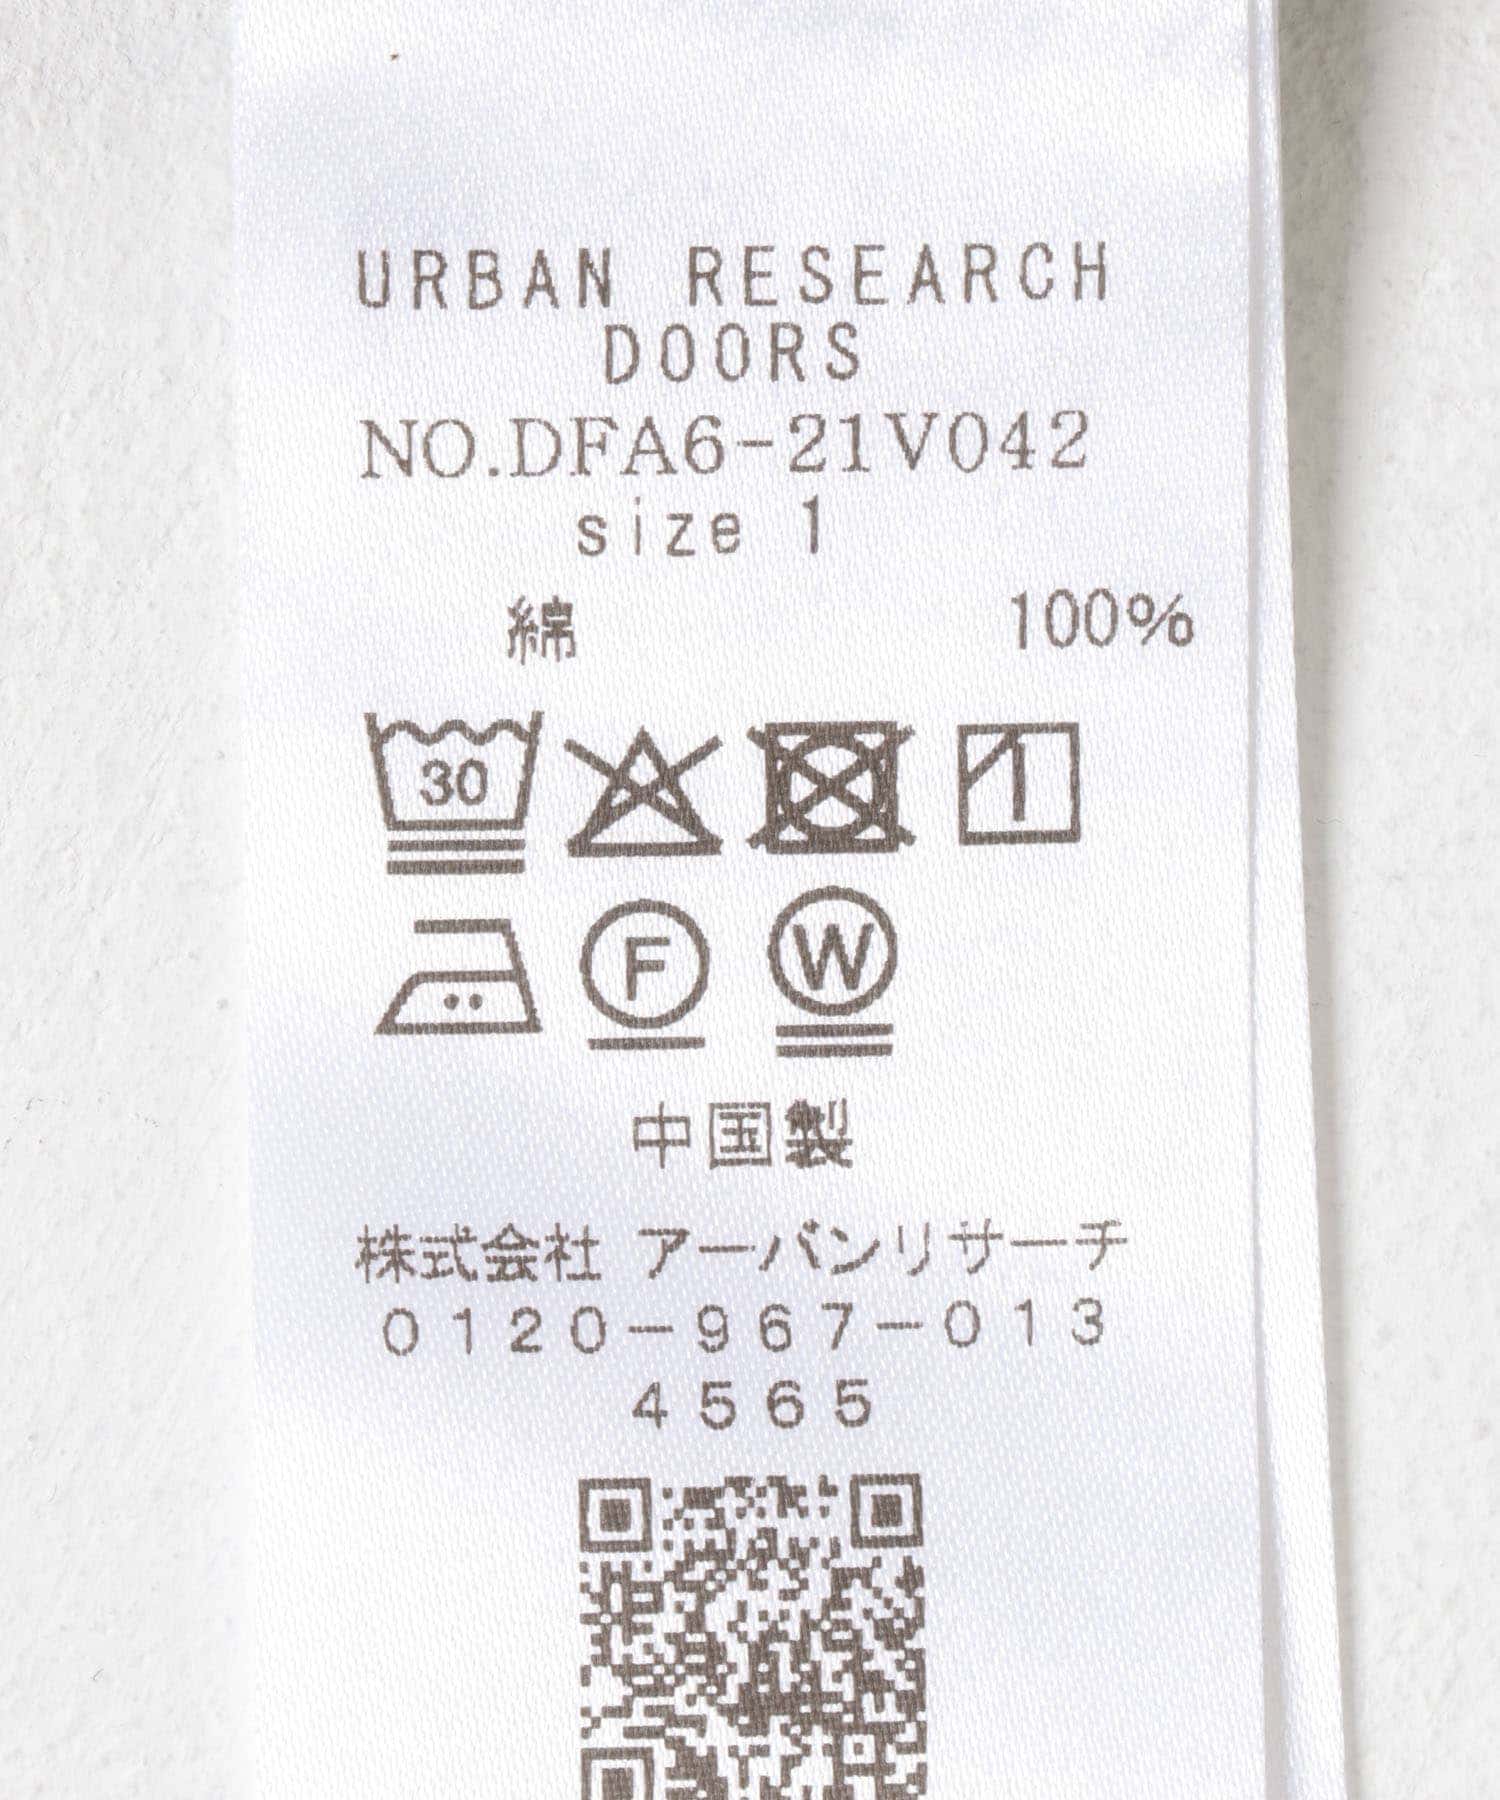 URBAN RESEARCH
DOORS
NO.DFA6-21V042
size 1
綿 100%
30
F W
中国製
株式会社 アーバンリサーチ
0120-967-013
4565